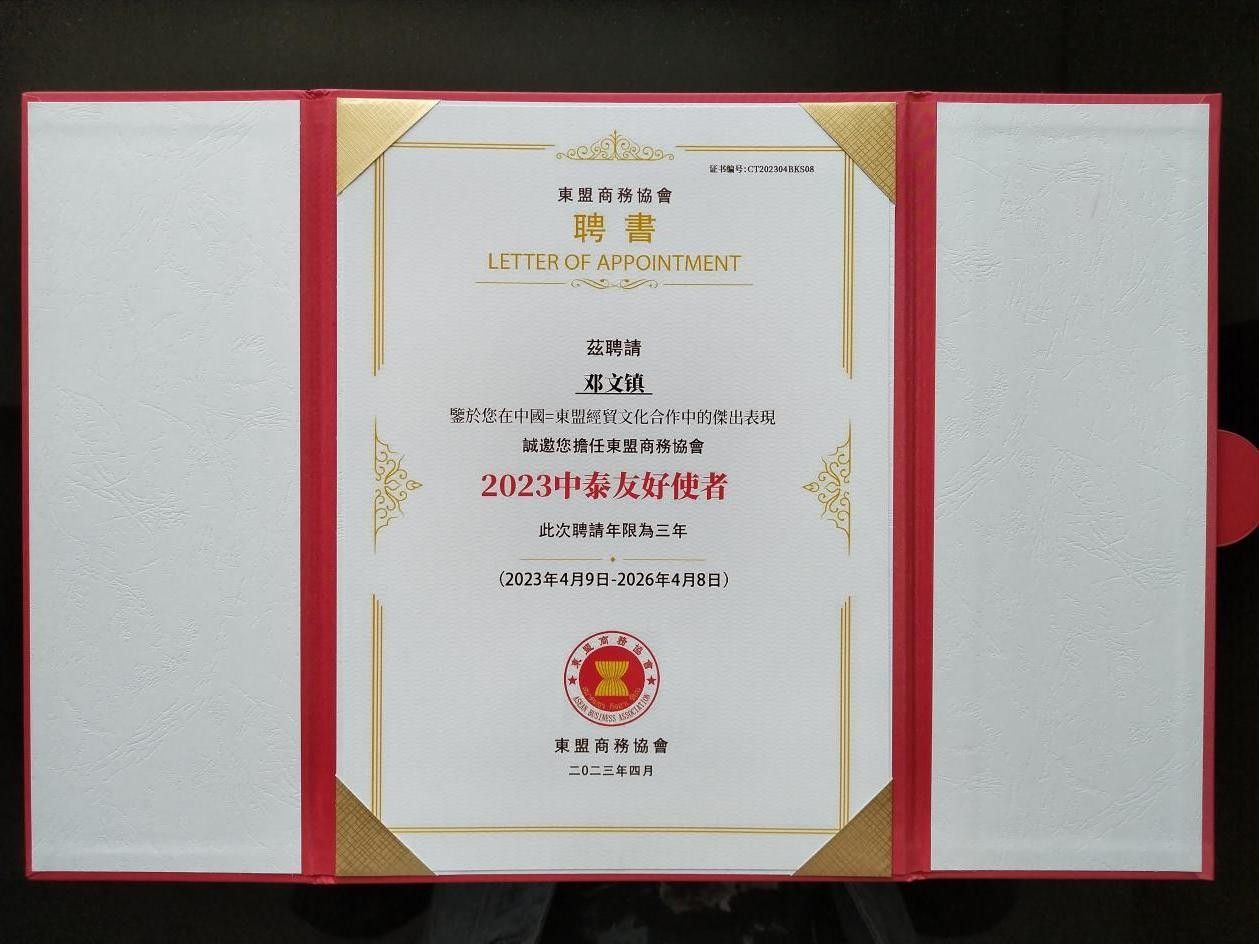 证书编号:CT202304BKS08
東盟商務協會
聘書
LETTER OF APPOINTMENT
茲聘請
邓文镇
鑒於您在中國=東盟經貿文化合作中的傑出表現
誠邀您擔任東盟商務協會
2023中泰友好使者
此次聘請年限為三年
（2023年4月9日-2026年4月8日）
東盟商務協會
ASEAN BUSINESS ASSOCIATION
東盟商務協會
二〇二三年四月